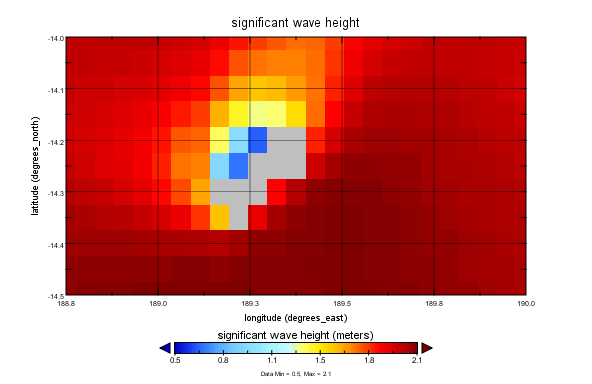 significant wave height
-14.0
-14.1
-14.2
-14.3
-14.4
-14.5
latitude (degrees_north)
188.8 189.0 189.3 189.5 189.8 190.0
longitude (degrees_east)
significant wave height (meters)
0.5 0.8 1.1 1.2 1.5 1.8 2.1
Data Min = 0.5, Max = 2.1